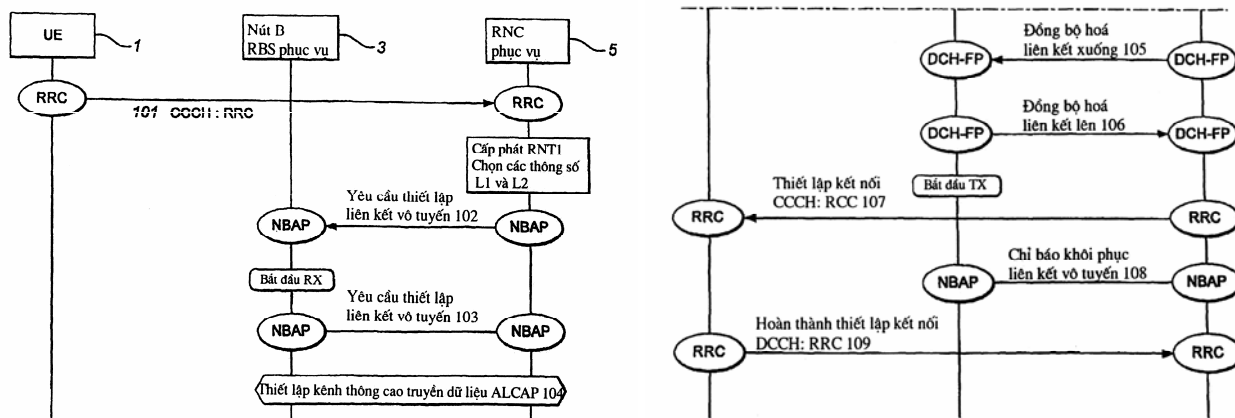 UE
1
Nút B
RBS phục vụ
3
RNC
phục vụ
5
RRC
101 CCCH : RRC
RRC
Cấp phát RNT1
Chọn các thông số
L1 và L2
Yêu cầu thiết lập
liên kết vô tuyến 102
NBAP
NBAP
Bắt đầu RX
Yêu cầu thiết lập
liên kết vô tuyến 103
NBAP
NBAP
Thiết lập kênh thông cao truyền dữ liệu ALCAP 104
Đồng bộ hoá
liên kết xuống 105
DCH-FP
DCH-FP
Đồng bộ hoá
liên kết lên 106
DCH-FP
DCH-FP
Bắt đầu TX
Thiết lập kết nối
CCCH: RCC 107
RRC
RRC
Chỉ báo khôi phục
liên kết vô tuyến 108
NBAP
NBAP
Hoàn thành thiết lập kết nối
DCCH: RRC 109
RRC
RRC